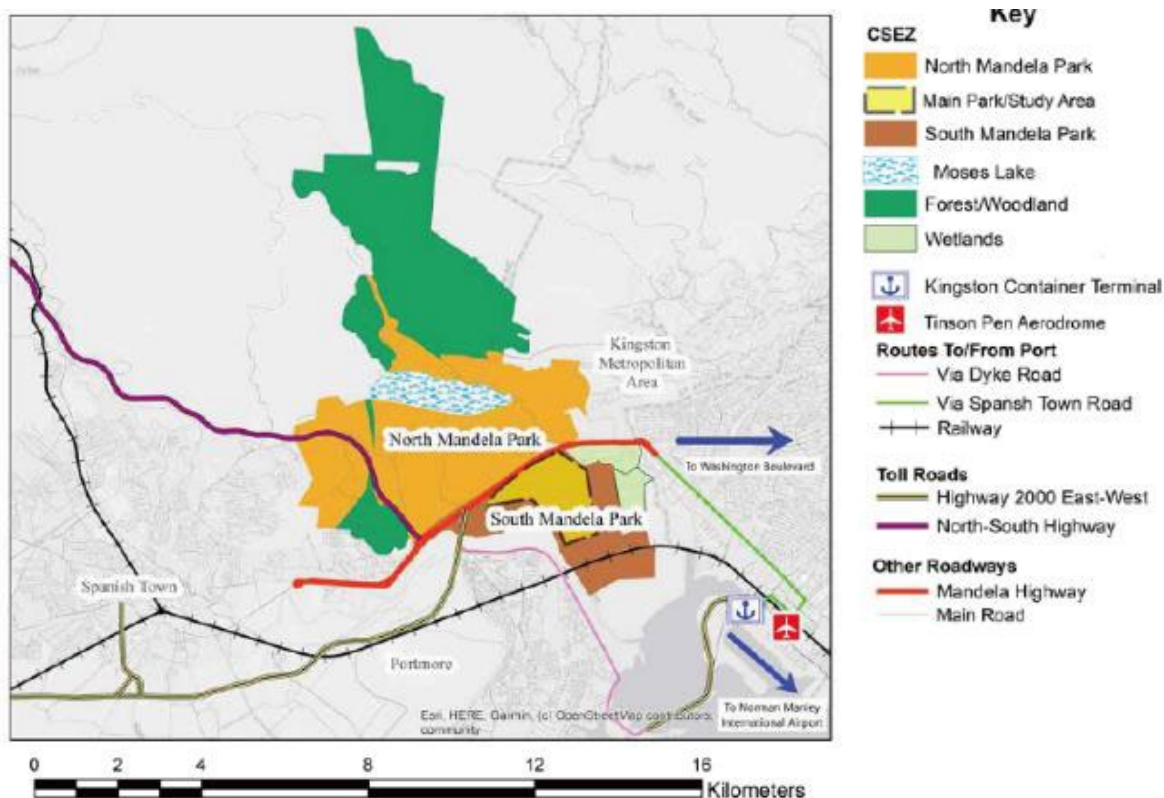 Key
CSEZ
North Mandela Park
Main Park/Study Area
South Mandela Park
Moses Lake
Forest/Woodland
Wetlands
Kingston Container Terminal
Tinson Pen Aerodrome
Routes To/From Port
Via Dyke Road
Via Spansh Town Road
Railway
Toll Roads
Highway 2000 East-West
North-South Highway
Other Roadways
Mandela Highway
Main Road
Kingston
Metropolitan
Area
North Mandela Park
To Washington Boulevard
South Mandela Park
Spanish Town
Portmore
To Norman Manley
International Airport
Esri, HERE, Garmin, (c) OpenStreetMap contributors,
community
0 2 4 8 12 16
Kilometers